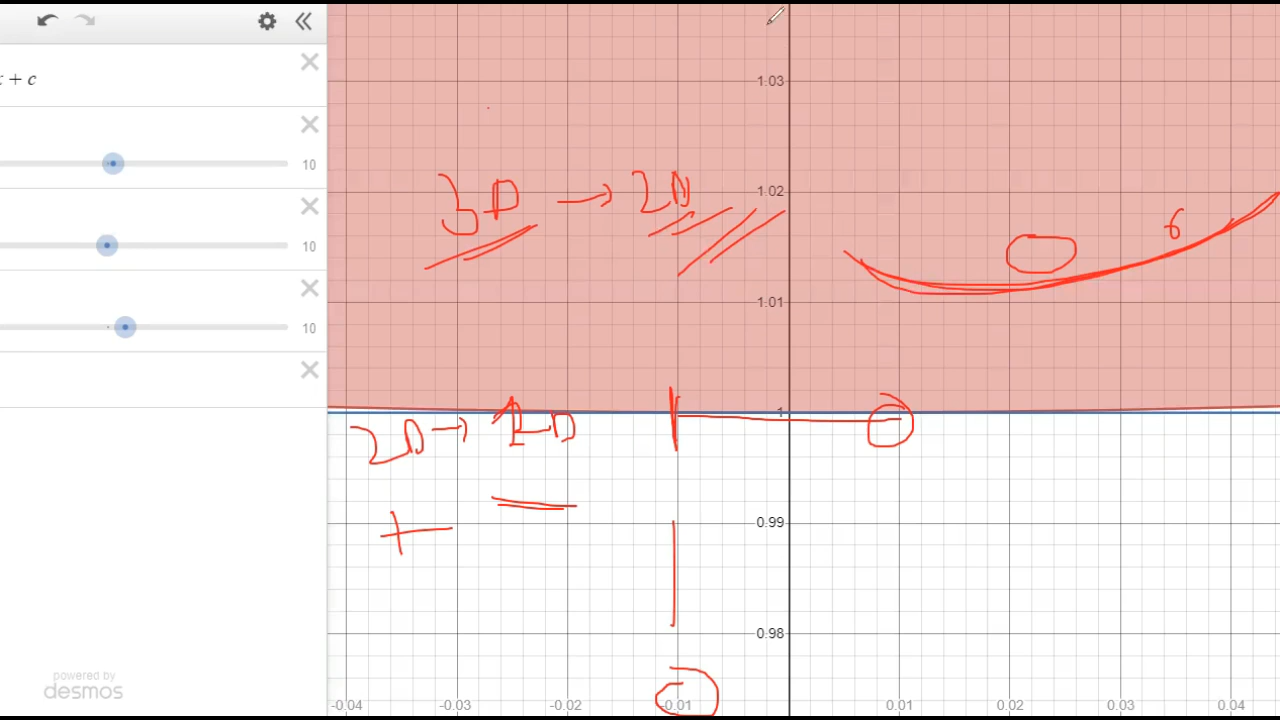 x + c
10
10
10
powered by
desmos
1.03
1.02
1.01
1
0.99
0.98
-0.04 -0.03 -0.02 -0.01 0.01 0.02 0.03 0.04
3D → 2D
6
2D → 1D